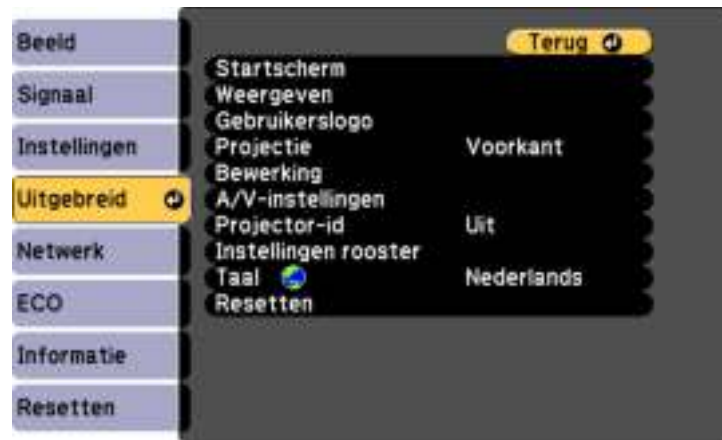 Beeld
Signaal
Instellingen
Uitgebreid
Netwerk
ECO
Informatie
Resetten
Terug
Startscherm
Weergeven
Gebruikerslogo
Projectie Voorkant
Bewerking
A/V-instellingen
Projector-id Uit
Instellingen rooster
Taal Nederlands
Resetten